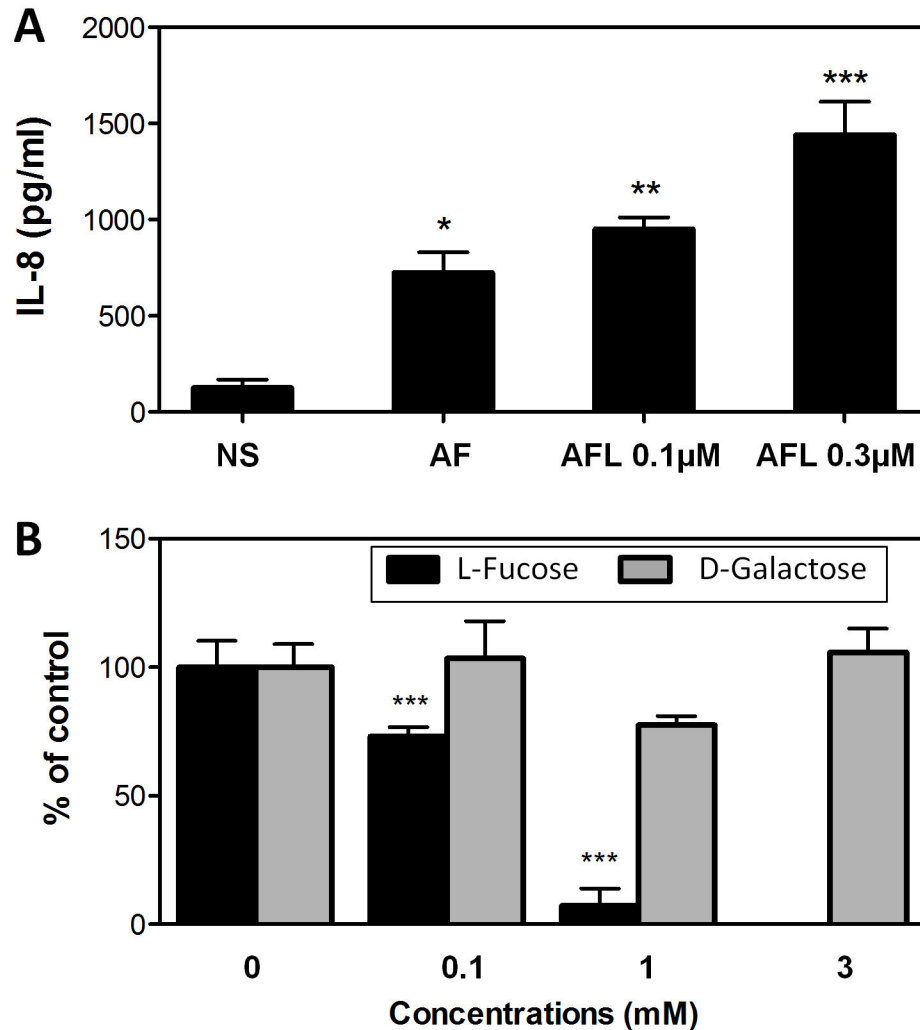 A
2000
1500
1000
500
0
IL-8 (pg/ml)
*
**
***
NS AF AFL 0.1µM AFL 0.3µM
B
150
100
50
0
% of control
L-Fucose D-Galactose
***
***
0 0.1 1 3
Concentrations (mM)